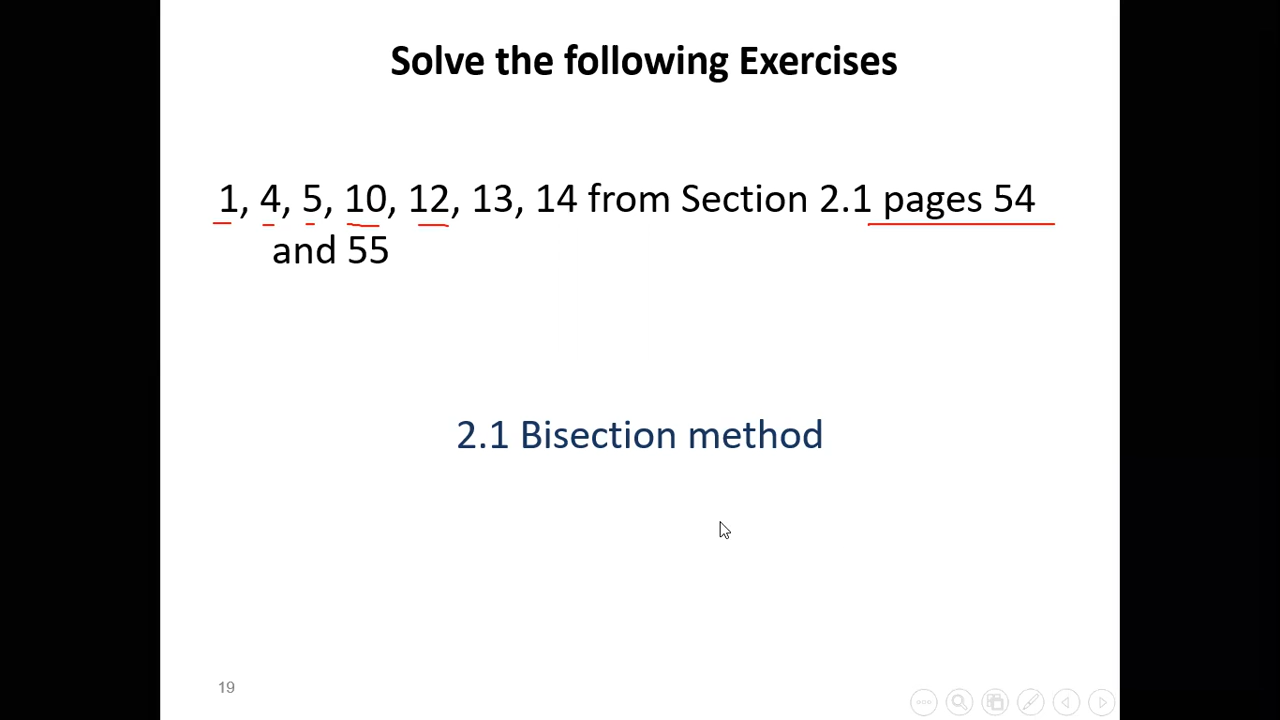 Solve the following Exercises
1, 4, 5, 10, 12, 13, 14 from Section 2.1 pages 54
and 55
2.1 Bisection method
19